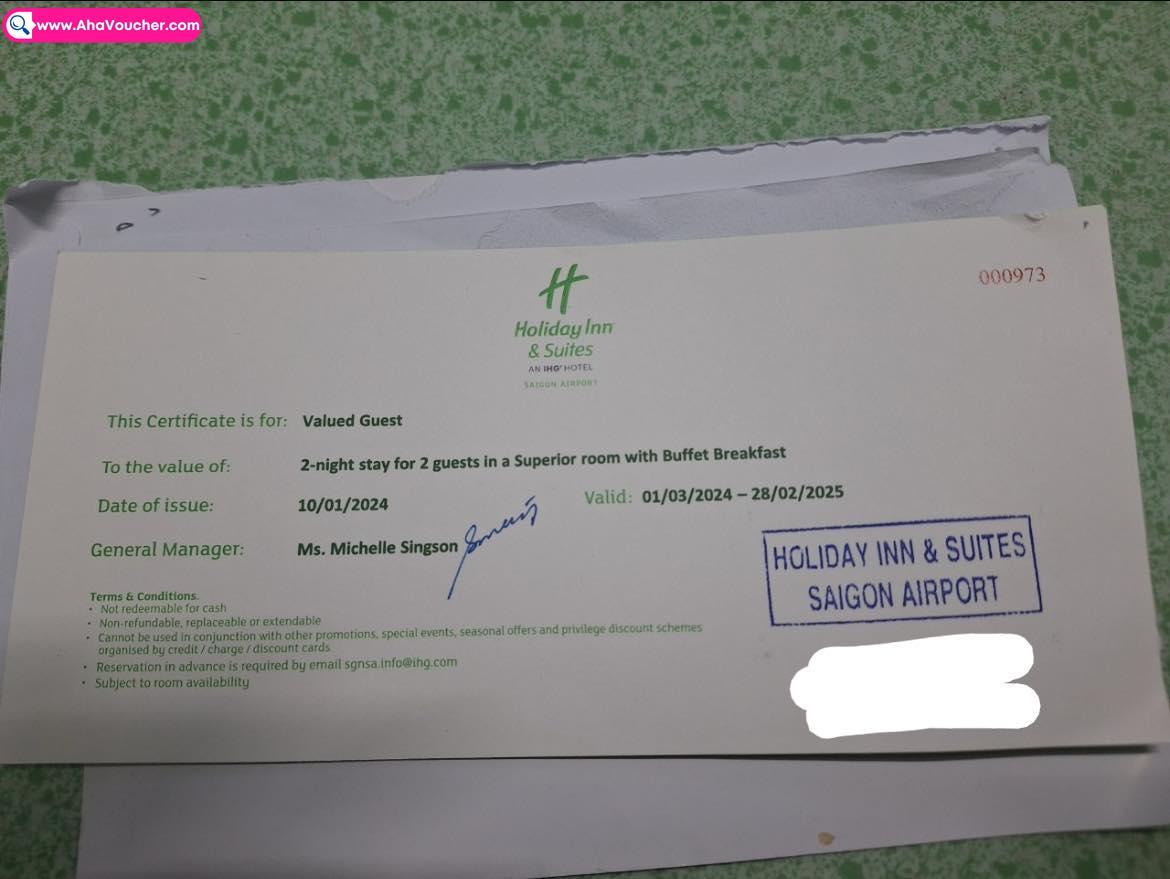 www.AhaVoucher.com
000973
H
Holiday Inn
& Suites
AN IHG® HOTEL
SAIGON AIRPORT
This Certificate is for: Valued Guest
To the value of: 2-night stay for 2 guests in a Superior room with Buffet Breakfast
Date of issue: 10/01/2024 Valid: 01/03/2024 – 28/02/2025
General Manager: Ms. Michelle Singson
HOLIDAY INN & SUITES
SAIGON AIRPORT
Terms & Conditions.
• Not redeemable for cash
• Non-refundable, replaceable or extendable
• Cannot be used in conjunction with other promotions, special events, seasonal offers and privilege discount schemes
organised by credit / charge / discount cards
• Reservation in advance is required by email sgnsa.info@ihg.com
• Subject to room availability